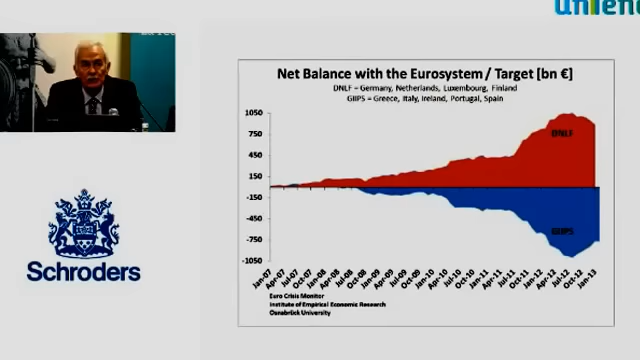 Net Balance with the Eurosystem / Target [bn €]
DNLF = Germany, Netherlands, Luxembourg, Finland
GIIPS = Greece, Italy, Ireland, Portugal, Spain
1050
750
450
150
-150
-450
-750
-1050
DNLF
GIIPS
Jan-07
Apr-07
Jul-07
Oct-07
Jan-08
Apr-08
Jul-08
Oct-08
Jan-09
Apr-09
Jul-09
Oct-09
Jan-10
Apr-10
Jul-10
Oct-10
Jan-11
Apr-11
Jul-11
Oct-11
Jan-12
Apr-12
Jul-12
Oct-12
Jan-13
Euro Crisis Monitor
Institute of Empirical Economic Research
Osnabrück University
Schroders